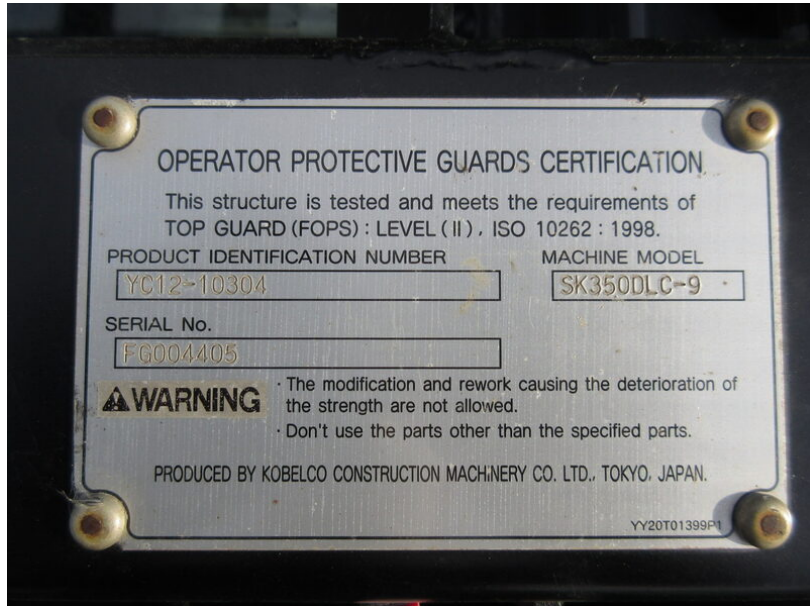 OPERATOR PROTECTIVE GUARDS CERTIFICATION
This structure is tested and meets the requirements of
TOP GUARD (FOPS) : LEVEL (II), ISO 10262 : 1998.
PRODUCT IDENTIFICATION NUMBER MACHINE MODEL
YC12-10304 SK350DLC-9
SERIAL No.
FG004405
WARNING · The modification and rework causing the deterioration of
the strength are not allowed.
· Don't use the parts other than the specified parts.
PRODUCED BY KOBELCO CONSTRUCTION MACHINERY CO. LTD., TOKYO, JAPAN.
YY20T01399P1